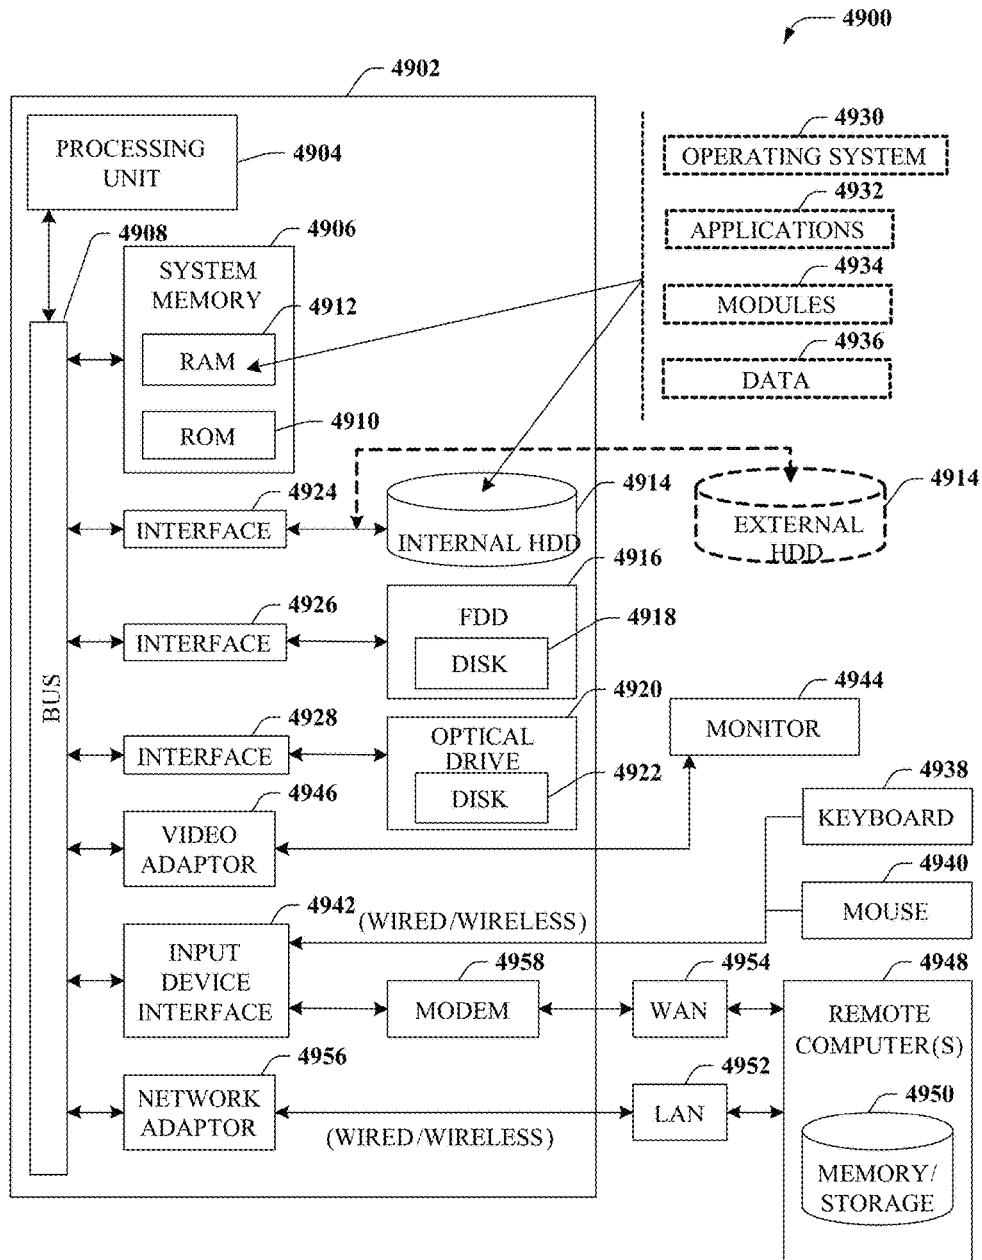 4900
4902
PROCESSING
UNIT
4904
4908
4906
SYSTEM
MEMORY
4912
RAM
ROM
4910
4930
OPERATING SYSTEM
4932
APPLICATIONS
4934
MODULES
4936
DATA
4924
INTERFACE
4914
INTERNAL HDD
4914
EXTERNAL
HDD
4916
4926
INTERFACE
FDD
4918
DISK
BUS
4920
4928
INTERFACE
OPTICAL
DRIVE
4922
DISK
4944
MONITOR
4946
VIDEO
ADAPTOR
4938
KEYBOARD
4940
MOUSE
4942
(WIRED/WIRELESS)
INPUT
DEVICE
INTERFACE
4958
MODEM
4954
WAN
4948
REMOTE
COMPUTER(S)
4956
NETWORK
ADAPTOR
(WIRED/WIRELESS)
4952
LAN
4950
MEMORY/
STORAGE